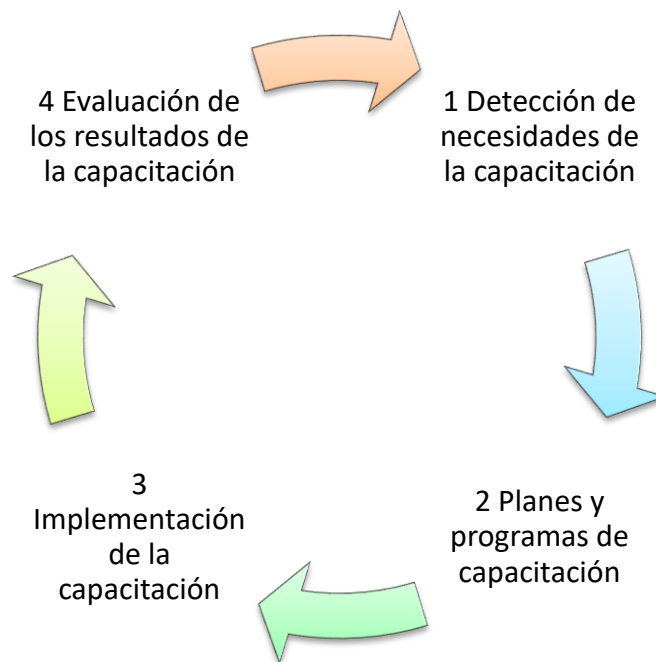 4 Evaluación de
los resultados de
la capacitación
1 Detección de
necesidades de
la capacitación
3
Implementación
de la
capacitación
2 Planes y
programas de
capacitación